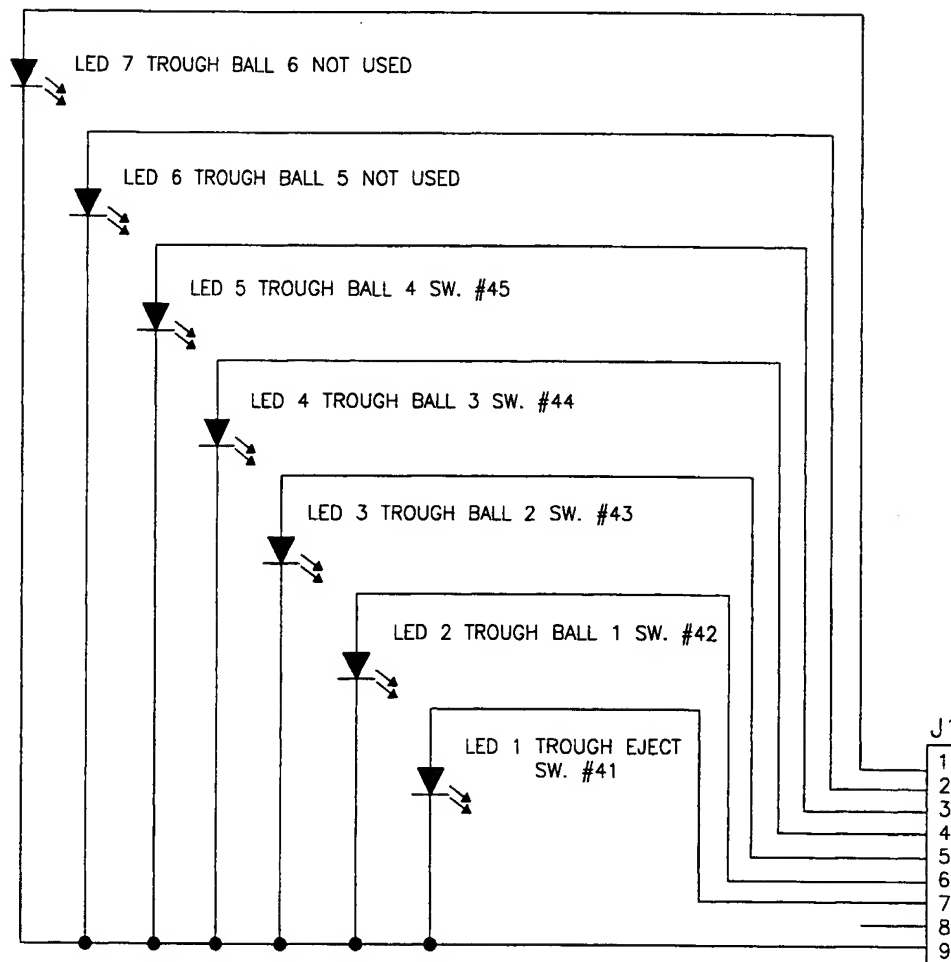 LED 7 TROUGH BALL 6 NOT USED
LED 6 TROUGH BALL 5 NOT USED
LED 5 TROUGH BALL 4 SW. #45
LED 4 TROUGH BALL 3 SW. #44
LED 3 TROUGH BALL 2 SW. #43
LED 2 TROUGH BALL 1 SW. #42
LED 1 TROUGH EJECT
SW. #41
J1
1
2
3
4
5
6
7
8
9